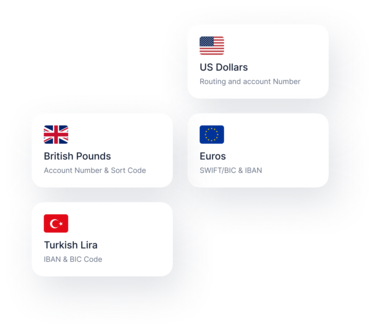 US Dollars
Routing and account Number
British Pounds
Account Number & Sort Code
Euros
SWIFT/BIC & IBAN
Turkish Lira
IBAN & BIC Code